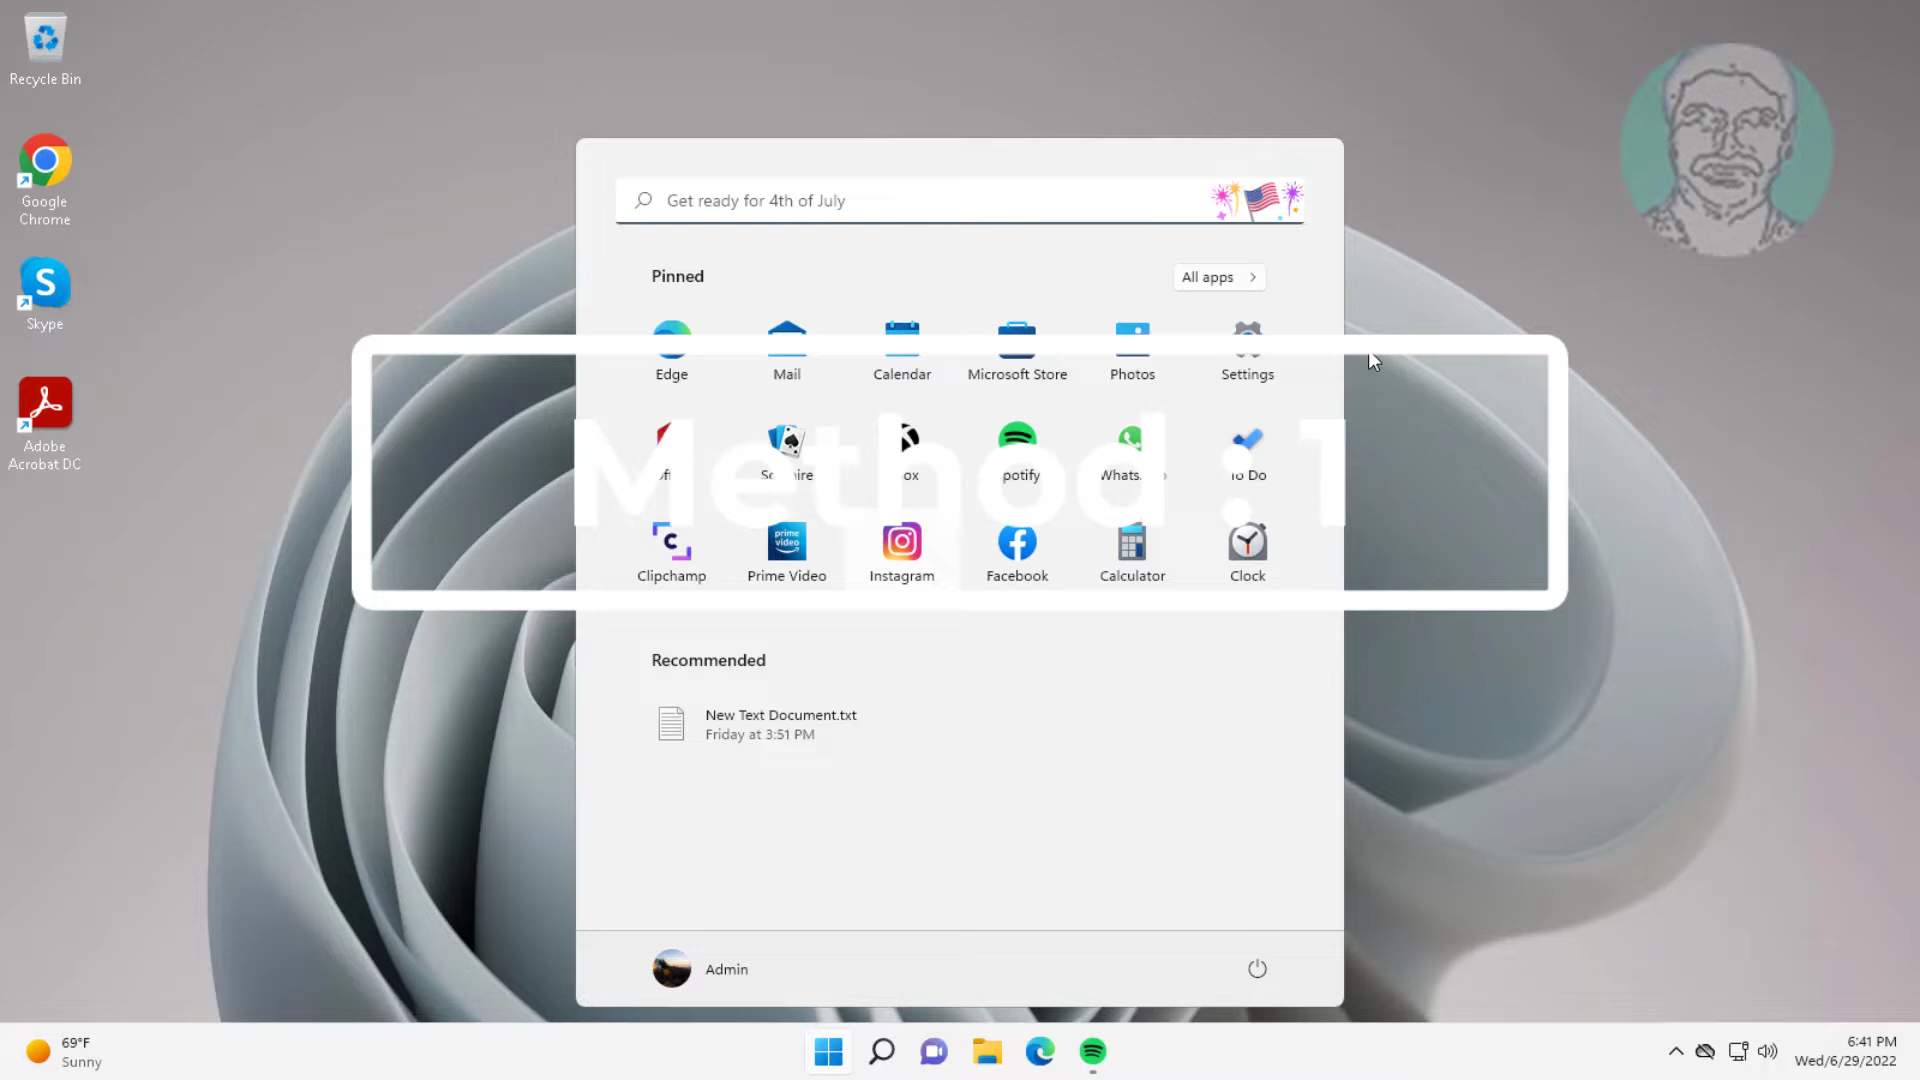 Recycle Bin
Google
Chrome
Skype
Adobe
Acrobat DC
Get ready for 4th of July
Pinned
All apps
Edge
Mail
Calendar
Microsoft Store
Photos
Settings
Method : 1
To Do
Clipchamp
prime
video
Prime Video
Instagram
Facebook
Calculator
Clock
Recommended
New Text Document.txt
Friday at 3:51 PM
Admin
69°F
Sunny
6:41 PM
Wed/6/29/2022